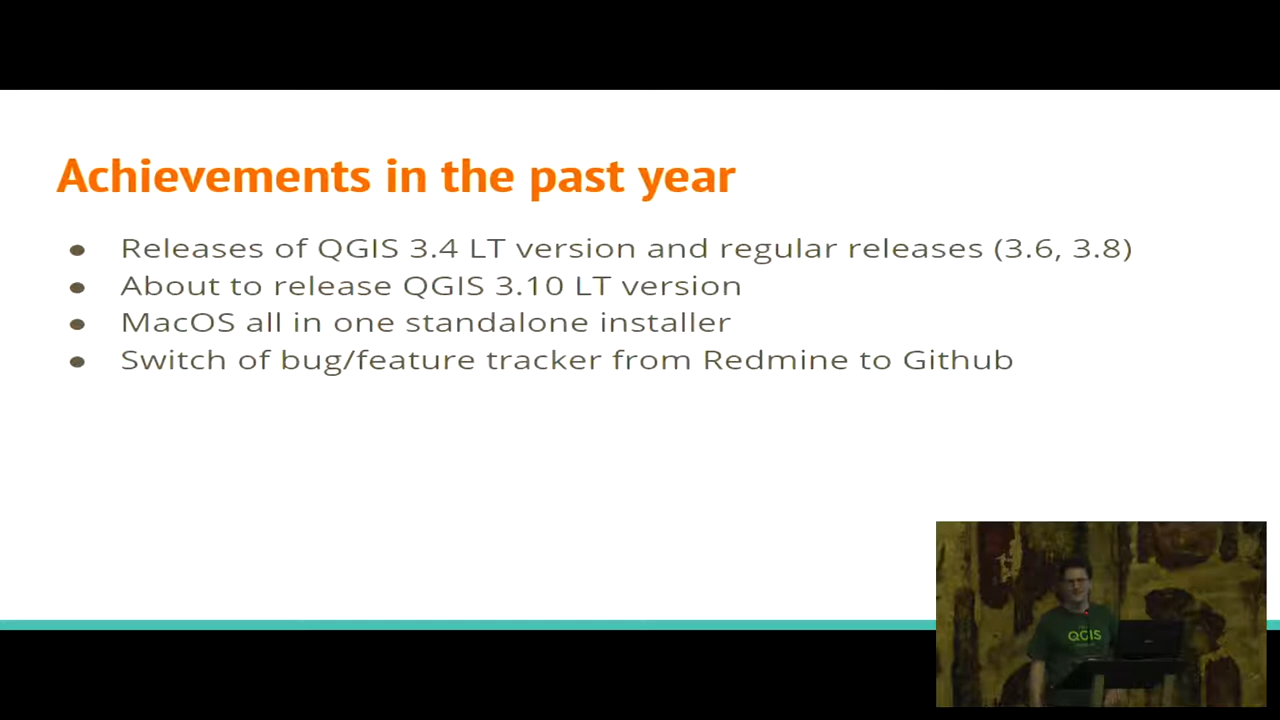 Achievements in the past year
● Releases of QGIS 3.4 LT version and regular releases (3.6, 3.8)
● About to release QGIS 3.10 LT version
● MacOS all in one standalone installer
● Switch of bug/feature tracker from Redmine to Github
QGIS